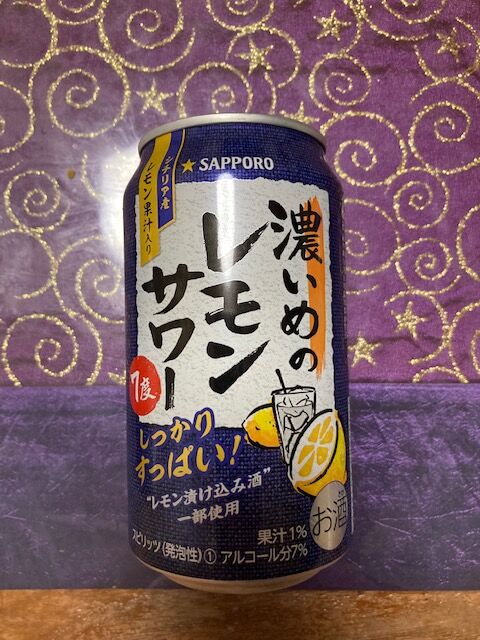 SAPPORO
シチリア産
レモン果汁入り
濃いめの
レモン
サワー
7度
しっかり
すっぱい!
"レモン漬け込み酒"
一部使用
果汁1%
スピリッツ(発泡性)① アルコール分7%
お酒